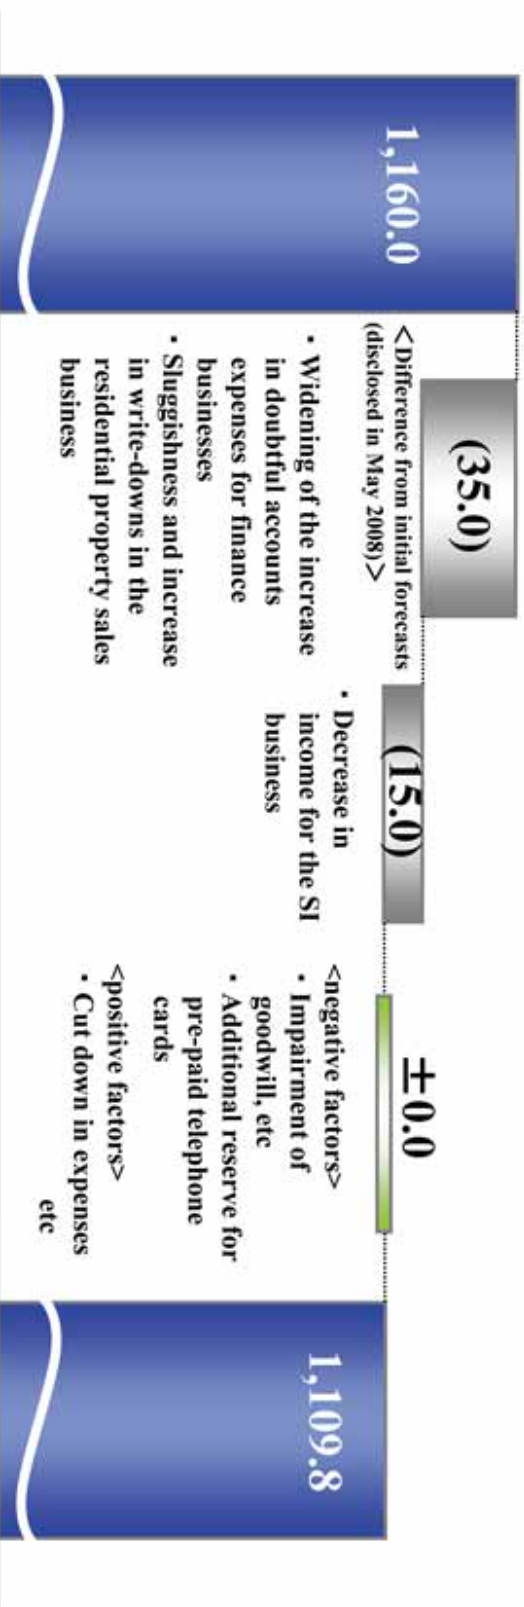 1,160.0
(35.0)
<Difference from initial forecasts
(disclosed in May 2008)>
• Widening of the increase
in doubtful accounts
expenses for finance
businesses
• Sluggishness and increase
in write-downs in the
residential property sales
business
(15.0)
• Decrease in
income for the SI
business
±0.0
<negative factors>
• Impairment of
goodwill, etc
• Additional reserve for
pre-paid telephone
cards
<positive factors>
• Cut down in expenses
etc
1,109.8